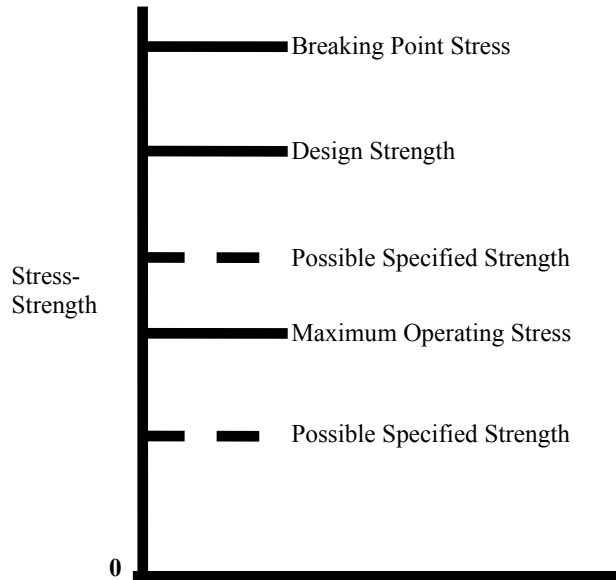 Breaking Point Stress
Design Strength
Possible Specified Strength
Stress-
Strength
Maximum Operating Stress
Possible Specified Strength
0